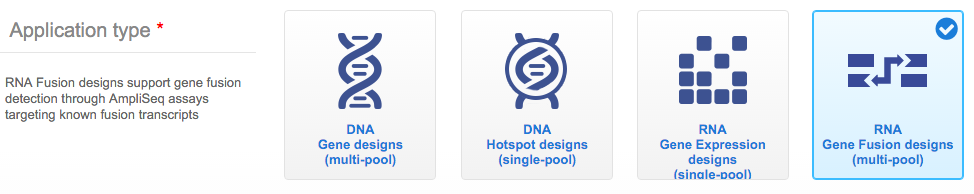 Application type *
RNA Fusion designs support gene fusion
detection through AmpliSeq assays
targeting known fusion transcripts
DNA
Gene designs
(multi-pool)
DNA
Hotspot designs
(single-pool)
RNA
Gene Expression
designs
(single-pool)
RNA
Gene Fusion designs
(multi-pool)